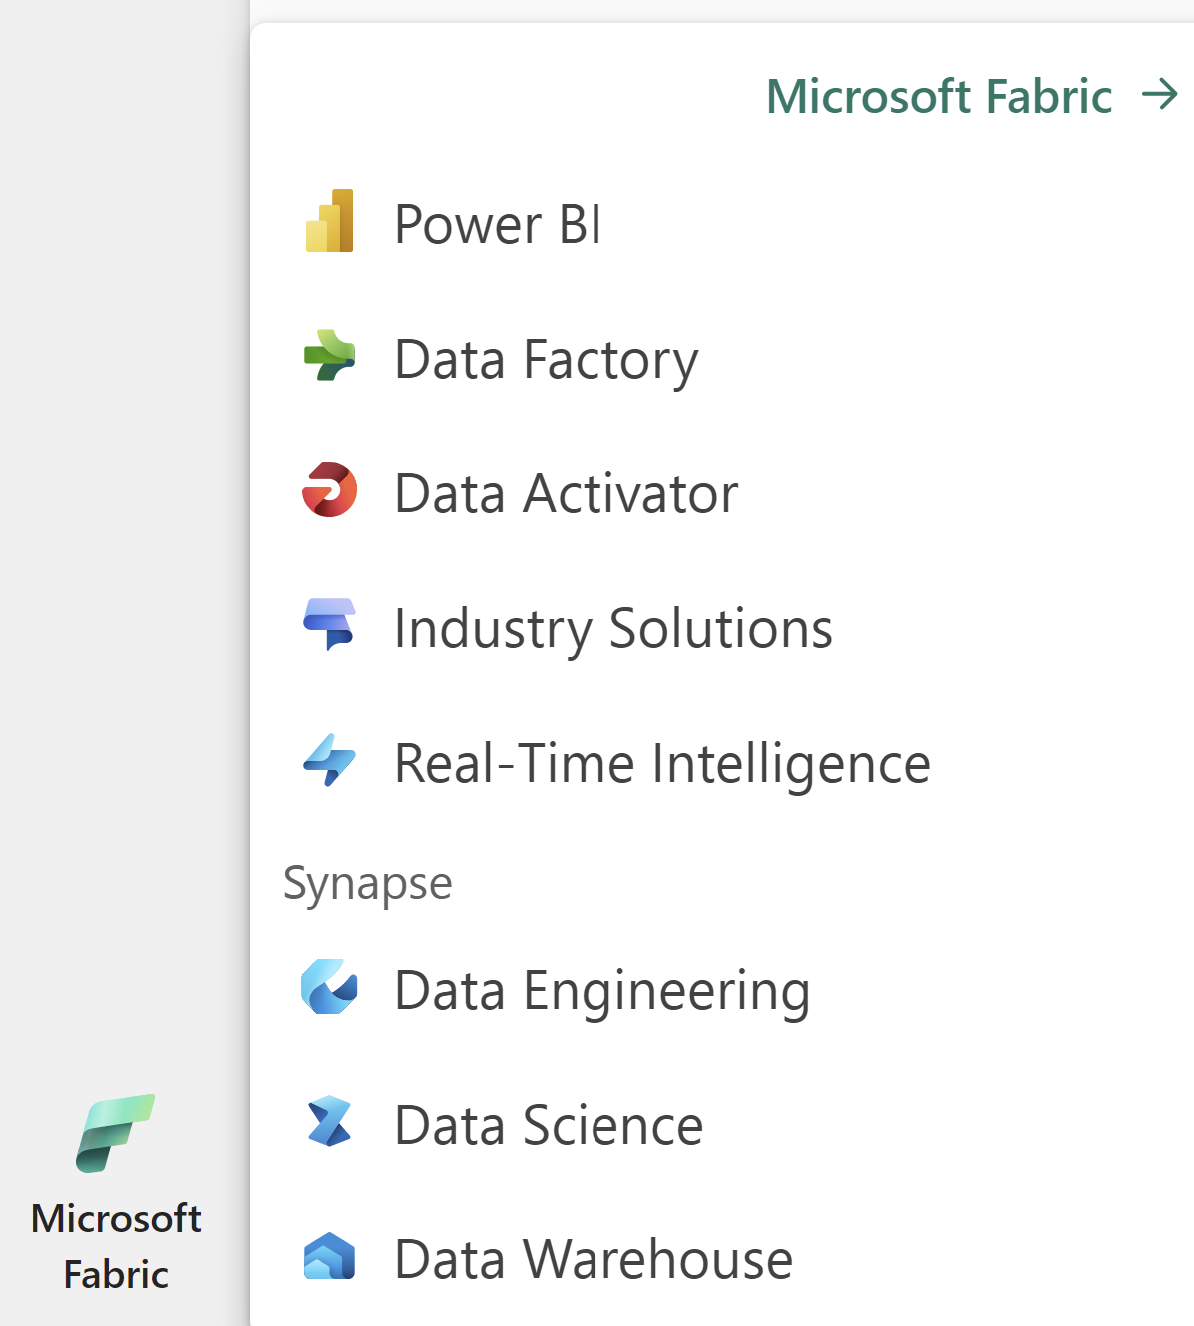 Microsoft Fabric →
Power BI
Data Factory
Data Activator
Industry Solutions
Real-Time Intelligence
Synapse
Data Engineering
Data Science
Data Warehouse
Microsoft
Fabric